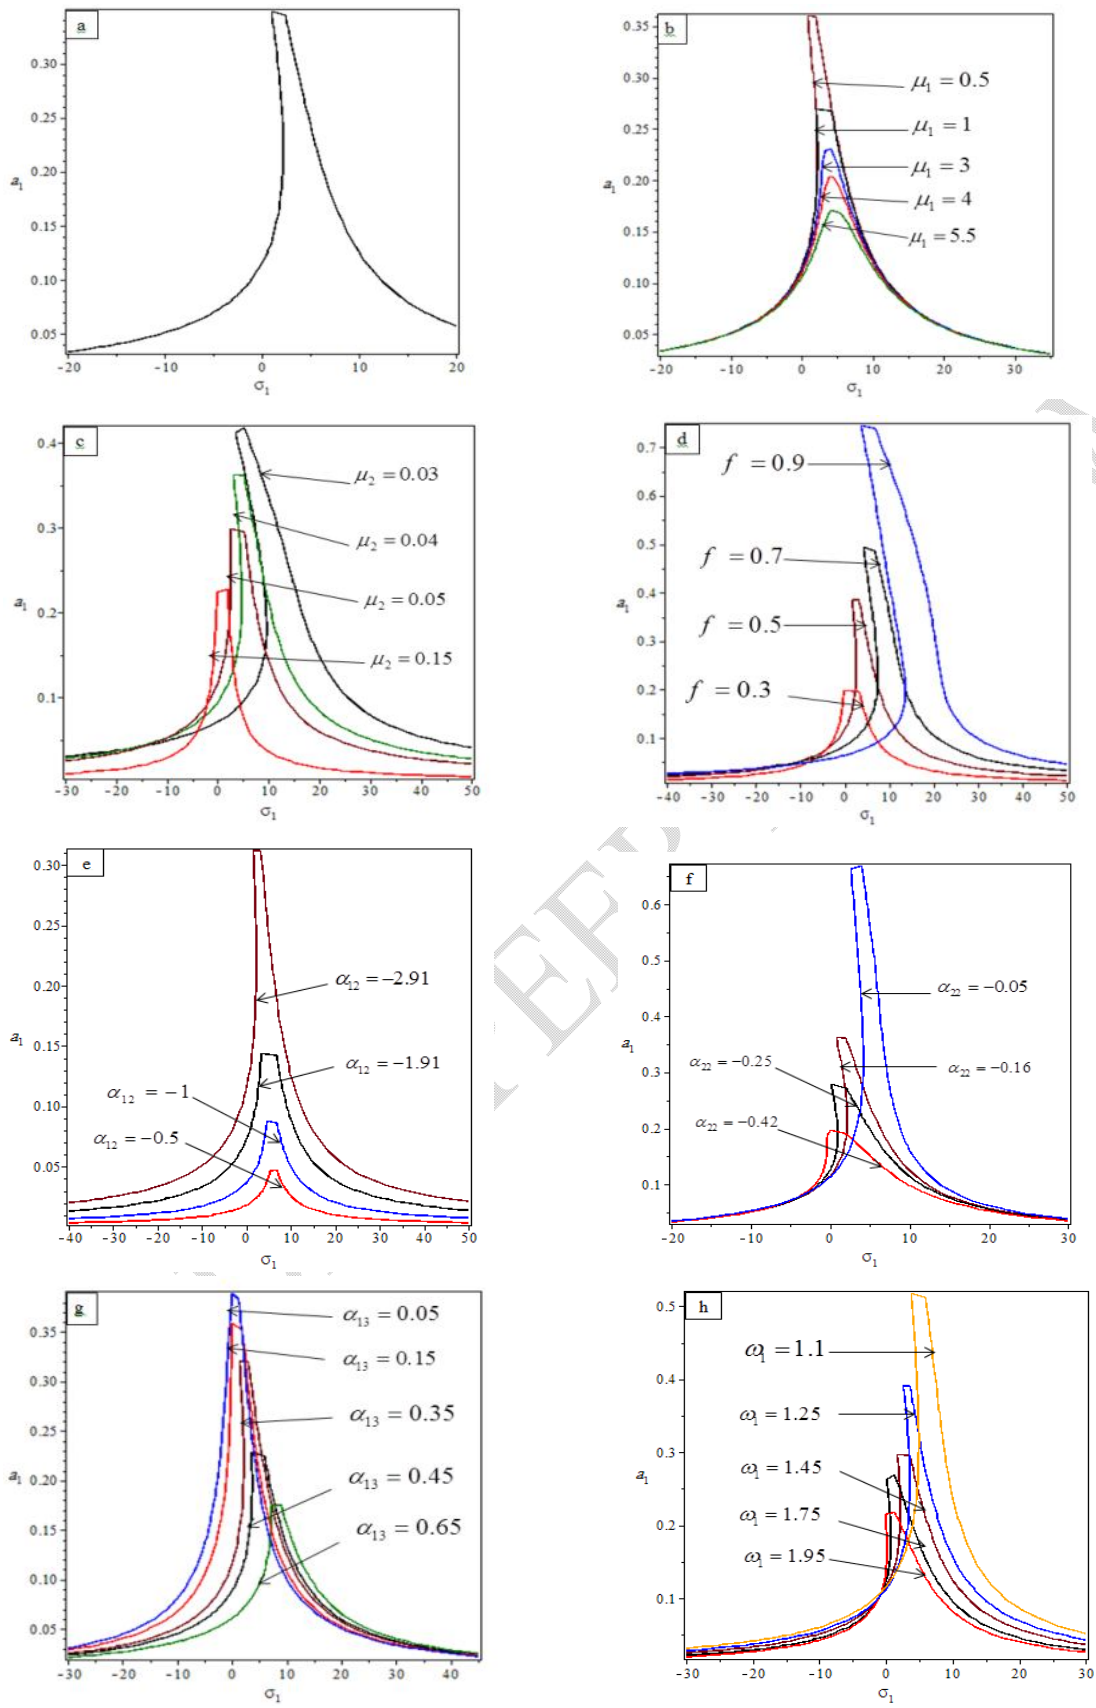 a
0.30
0.25
0.20
a₁
0.15
0.10
0.05
-20 -10 0 10 20
σ₁
b
0.35
0.30
0.25
0.20
a₁
0.15
0.10
0.05
μ₁ = 0.5
μ₁ = 1
μ₁ = 3
μ₁ = 4
μ₁ = 5.5
-20 -10 0 10 20 30
σ₁
c
0.4
0.3
0.2
a₁
0.1
μ₂ = 0.03
μ₂ = 0.04
μ₂ = 0.05
μ₂ = 0.15
-30 -20 -10 0 10 20 30 40 50
σ₁
d
0.7
0.6
0.5
0.4
a₁
0.3
0.2
0.1
f = 0.9
f = 0.7
f = 0.5
f = 0.3
-40 -30 -20 -10 0 10 20 30 40 50
σ₁
e
0.30
0.25
0.20
a₁
0.15
0.10
0.05
α₁₂ = -2.91
α₁₂ = -1.91
α₁₂ = -1
α₁₂ = -0.5
-40 -30 -20 -10 0 10 20 30 40 50
σ₁
f
0.6
0.5
0.4
a₁
0.3
0.2
0.1
α₂₂ = -0.05
α₂₂ = -0.25
α₂₂ = -0.16
α₂₂ = -0.42
-20 -10 0 10 20 30
σ₁
g
0.35
0.30
0.25
a₁
0.20
0.15
0.10
0.05
α₁₃ = 0.05
α₁₃ = 0.15
α₁₃ = 0.35
α₁₃ = 0.45
α₁₃ = 0.65
-30 -20 -10 0 10 20 30 40
σ₁
h
0.5
0.4
0.3
a₁
0.2
0.1
ω₁ = 1.1
ω₁ = 1.25
ω₁ = 1.45
ω₁ = 1.75
ω₁ = 1.95
-30 -20 -10 0 10 20 30
σ₁